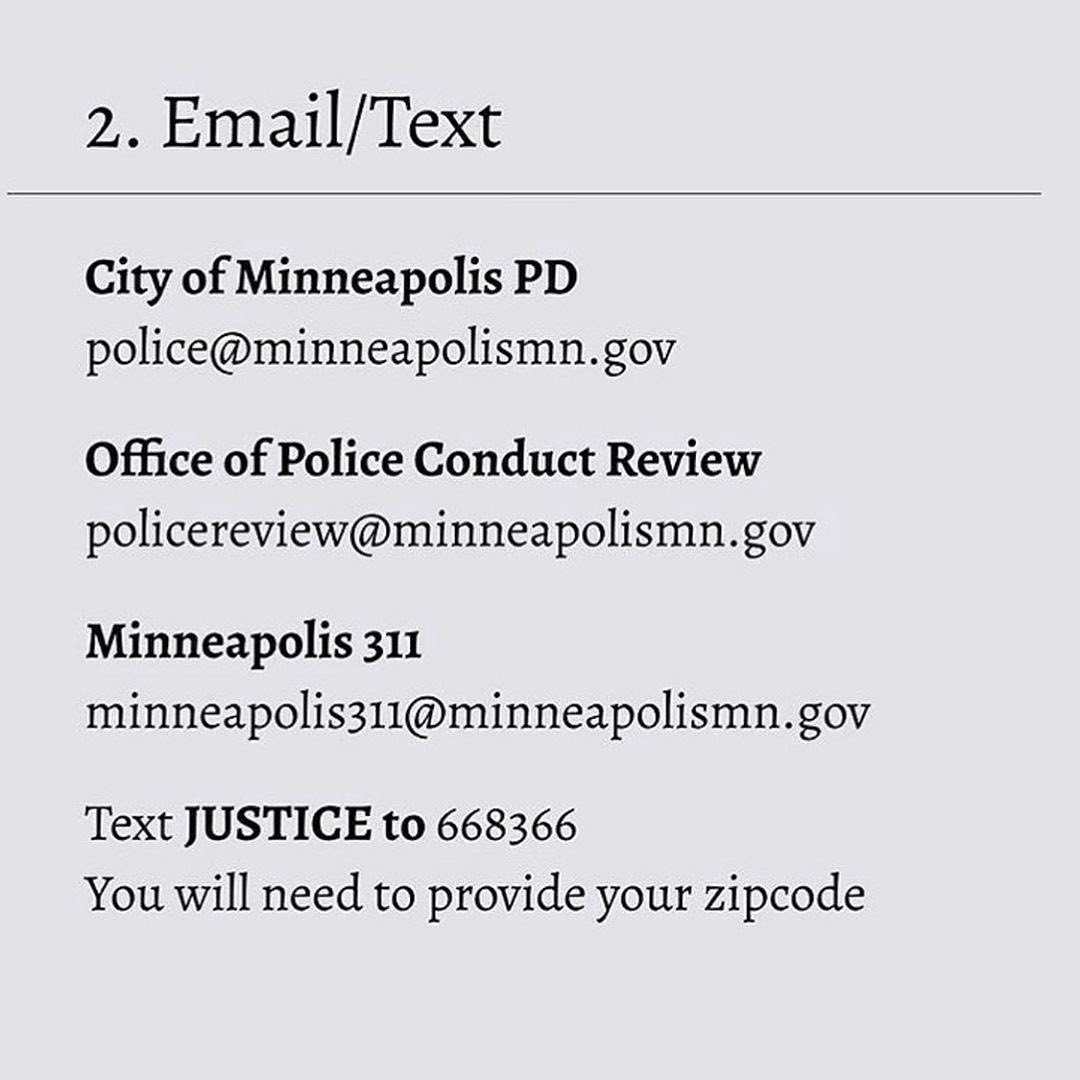 2. Email/Text
City of Minneapolis PD
police@minneapolismn.gov
Office of Police Conduct Review
policereview@minneapolismn.gov
Minneapolis 311
minneapolis311@minneapolismn.gov
Text JUSTICE to 668366
You will need to provide your zipcode